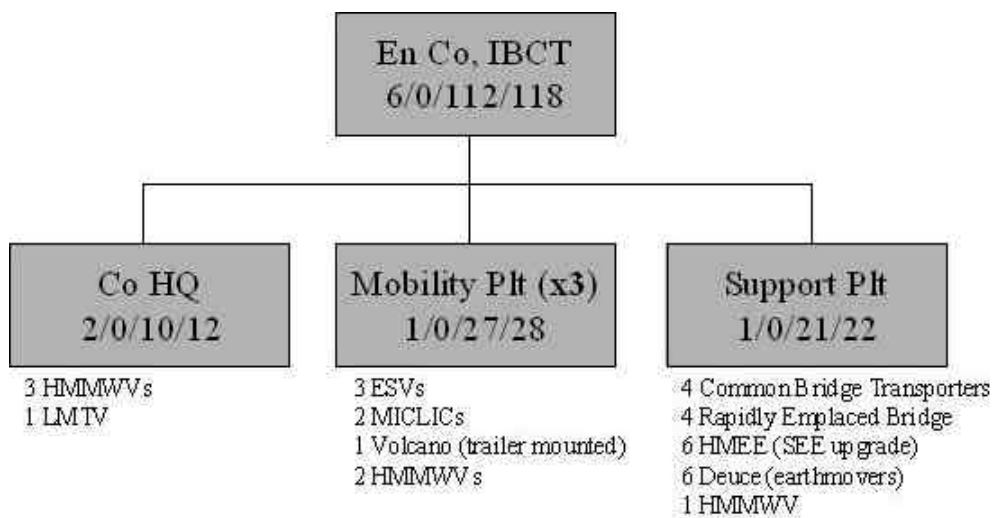 En Co, IBCT
6/0/112/118
Co HQ
2/0/10/12
3 HMMWVs
1 LMTV
Mobility Plt (x3)
1/0/27/28
3 ESVs
2 MICLICs
1 Volcano (trailer mounted)
2 HMMWVs
Support Plt
1/0/21/22
4 Common Bridge Transporters
4 Rapidly Emplaced Bridge
6 HMEE (SEE upgrade)
6 Deuce (earthmovers)
1 HMMWV